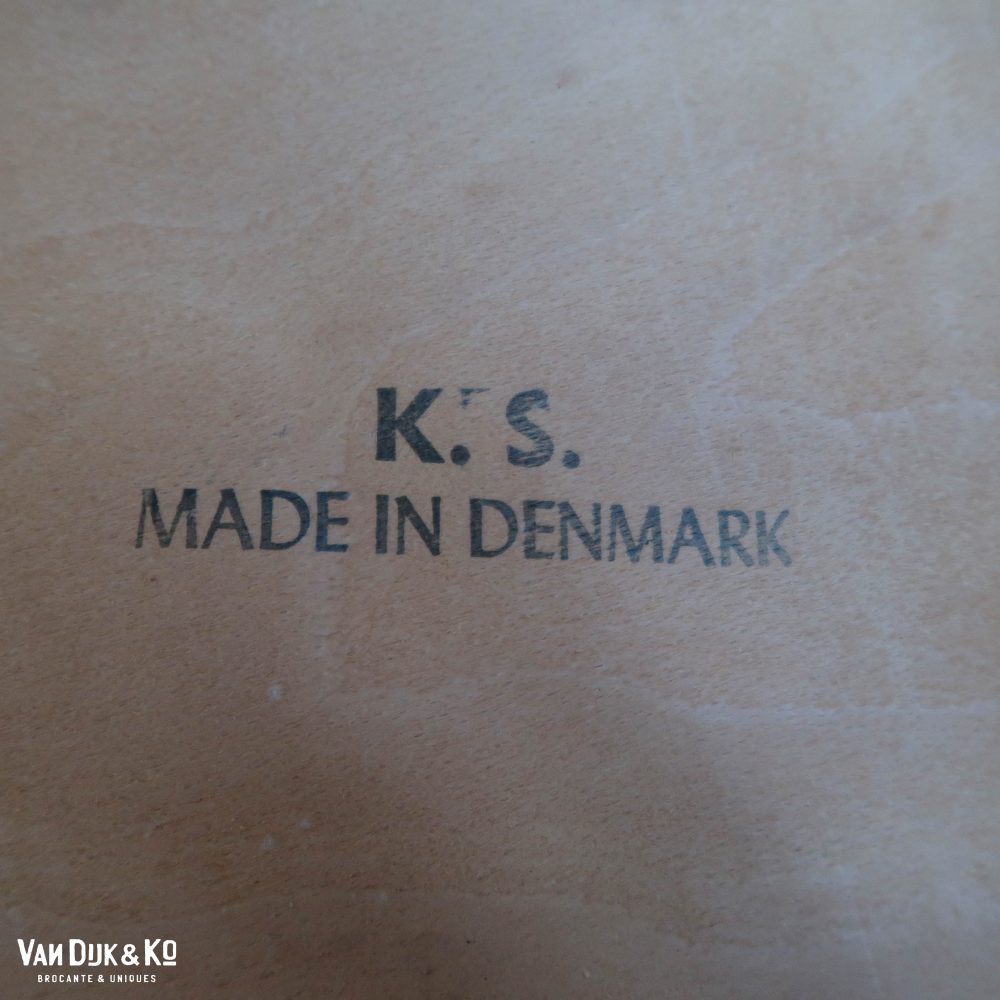 K. S.
MADE IN DENMARK
VAN DIJK & KO
BROCANTE & UNIQUES